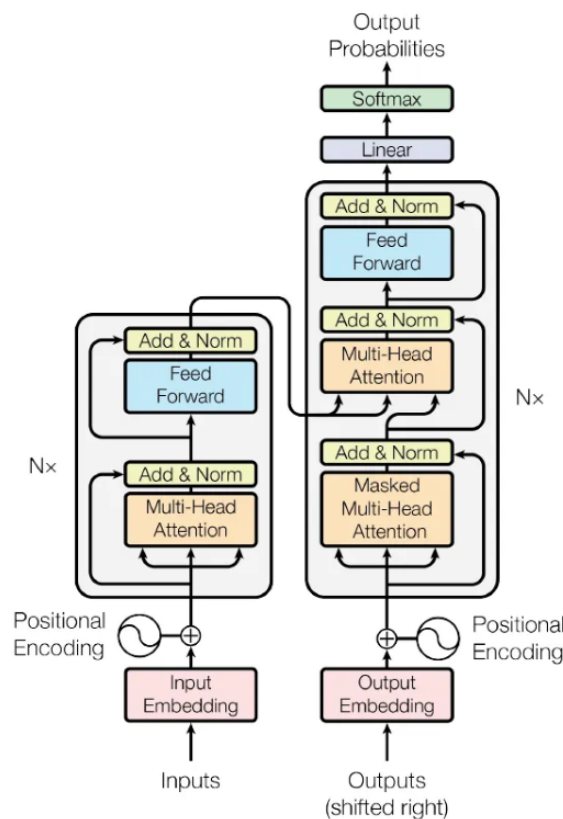 Output
Probabilities
Softmax
Linear
Add & Norm
Feed
Forward
Add & Norm
Multi-Head
Attention
Add & Norm
Masked
Multi-Head
Attention
N×
Add & Norm
Feed
Forward
Add & Norm
Multi-Head
Attention
N×
Positional
Encoding
Input
Embedding
Inputs
Positional
Encoding
Output
Embedding
Outputs
(shifted right)